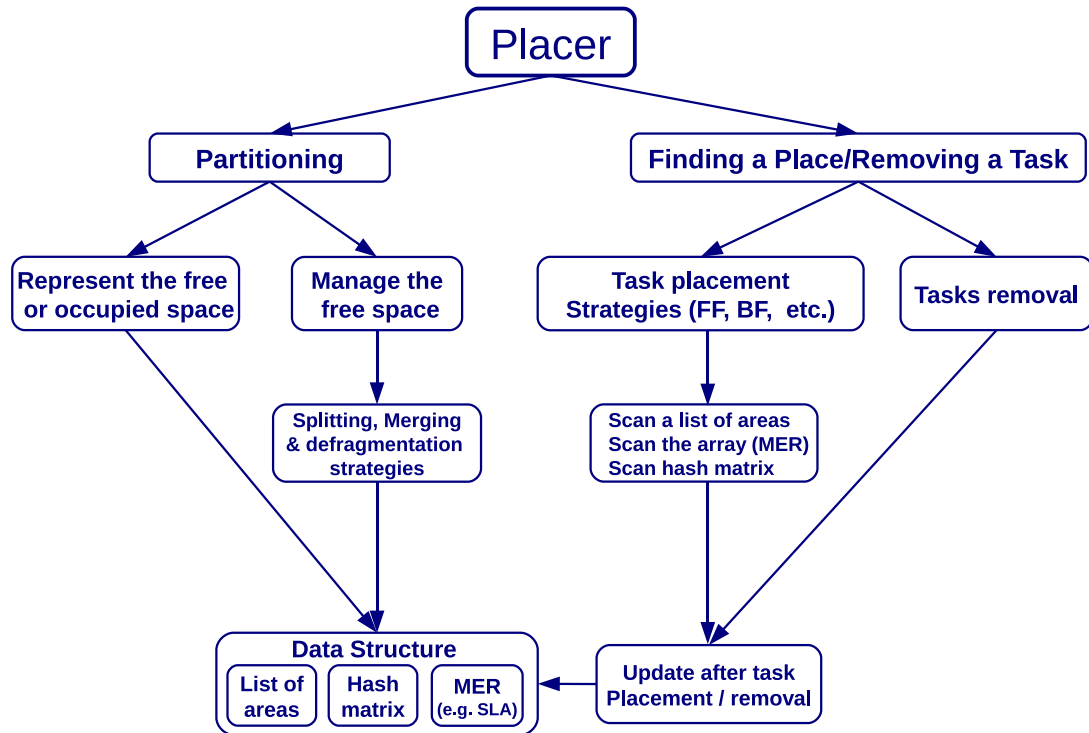 Placer
Partitioning
Finding a Place/Removing a Task
Represent the free
or occupied space
Manage the
free space
Task placement
Strategies (FF, BF, etc.)
Tasks removal
Splitting, Merging
& defragmentation
strategies
Scan a list of areas
Scan the array (MER)
Scan hash matrix
Data Structure
List of
areas
Hash
matrix
MER
(e.g. SLA)
Update after task
Placement / removal